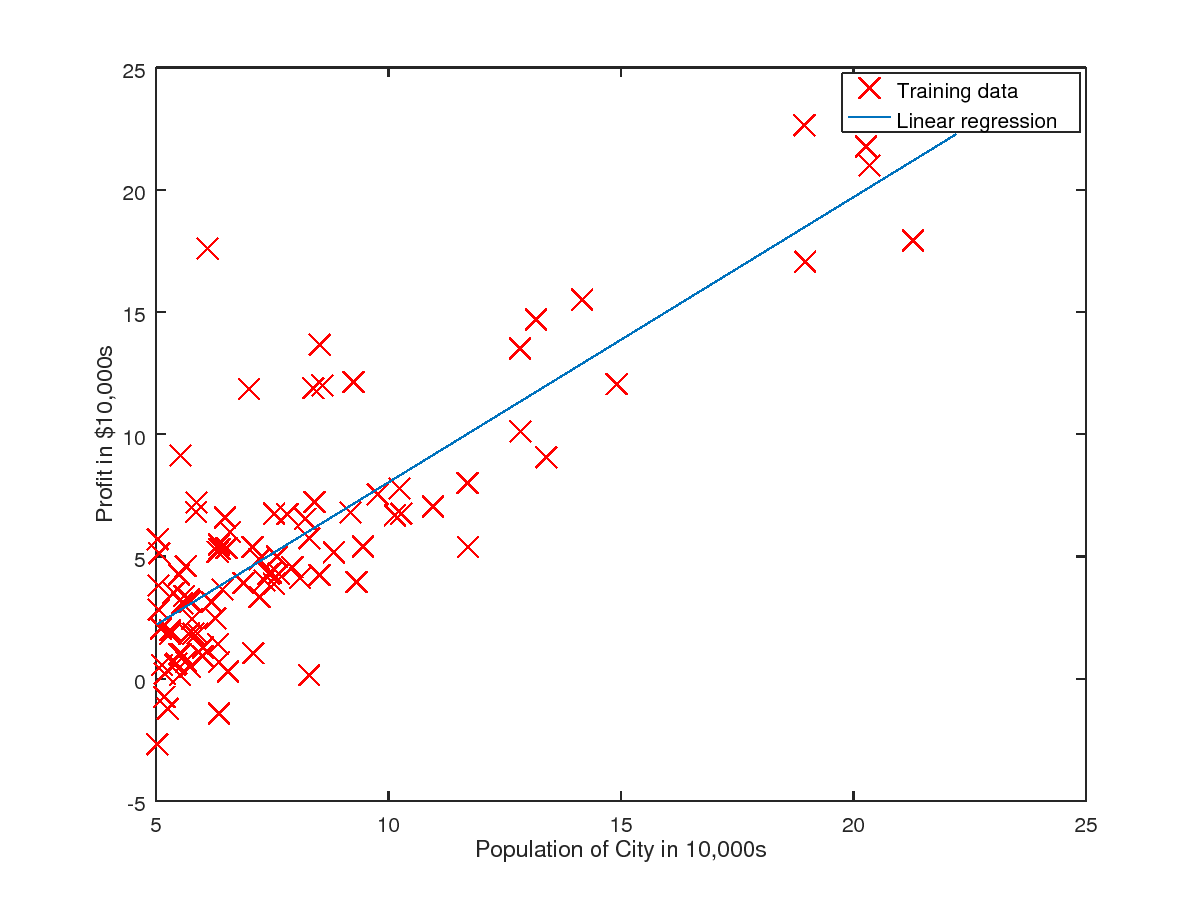 25
Training data
Linear regression
20
15
10
5
0
-5
Profit in $10,000s
5 10 15 20 25
Population of City in 10,000s